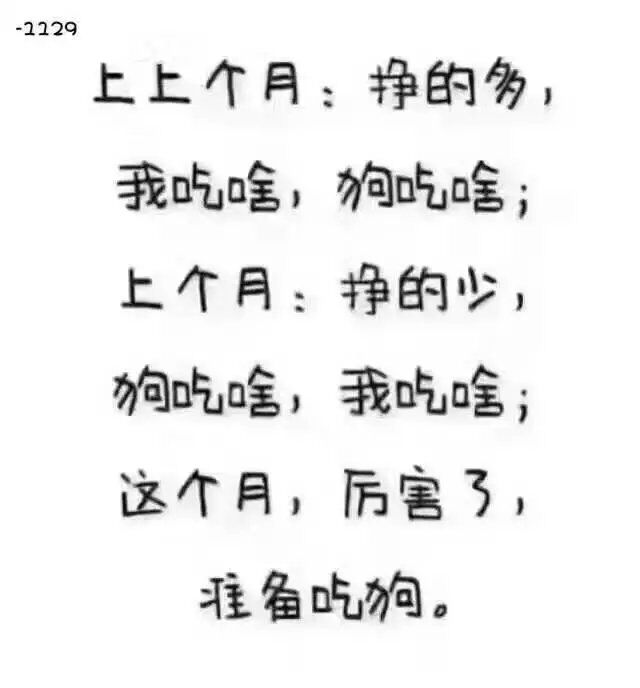 -2229
上上个月：挣的多，
我吃啥，狗吃啥；
上个月：挣的少，
狗吃啥，我吃啥；
这个月，厉害了，
准备吃狗。